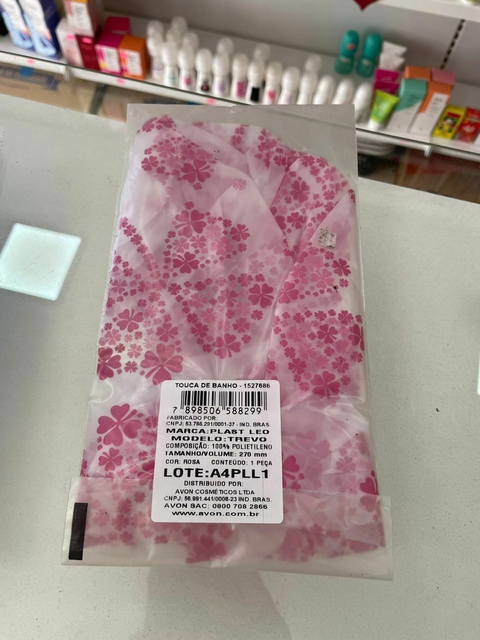 TOUCA DE BANHO - 1527686
7 898506 588299
FABRICADO POR:
CNPJ: 53.785.291/0001-37 - IND. BRAS.
MARCA: PLAST LEO
MODELO: TREVO
COMPOSIÇÃO: 100% POLIETILENO
TAMANHO/VOLUME: 270 mm
COR: ROSA CONTEÚDO: 1 PEÇA
LOTE:A4PLL1
DISTRIBUIDO POR:
AVON COSMÉTICOS LTDA
CNPJ: 56.991.441/0008-23 IND. BRAS.
AVON SAC: 0800 708 2866
www.avon.com.br